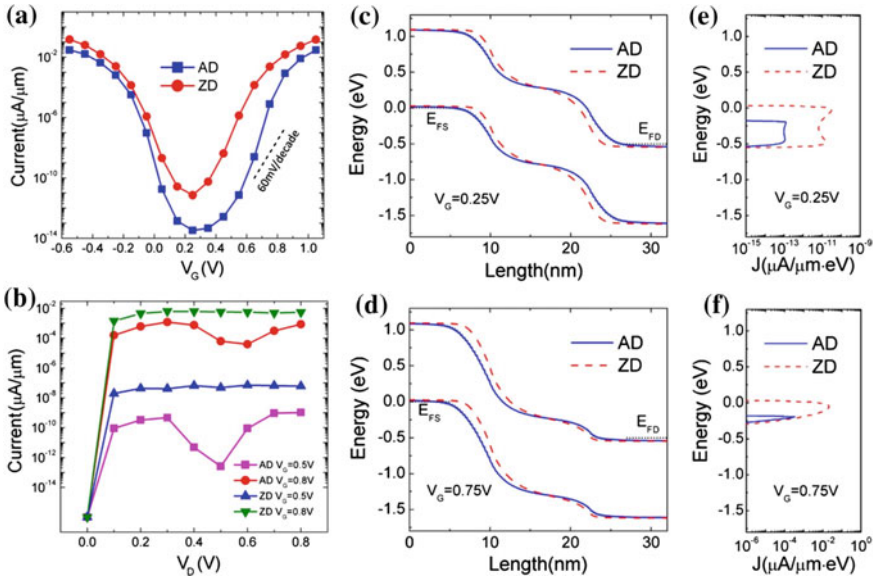 (a)
Current(μA/μm)
10⁻²
10⁻⁶
10⁻¹⁰
10⁻¹⁴
AD
ZD
60mV/decade
-0.6 -0.4 -0.2 0.0 0.2 0.4 0.6 0.8 1.0
V_G(V)
(b)
Current(μA/μm)
10⁻²
10⁻⁴
10⁻⁶
10⁻⁸
10⁻¹⁰
10⁻¹²
10⁻¹⁴
AD V_G=0.5V
AD V_G=0.8V
ZD V_G=0.5V
ZD V_G=0.8V
0.0 0.2 0.4 0.6 0.8
V_D(V)
(c)
Energy (eV)
1.0
0.5
0.0
-0.5
-1.0
-1.5
AD
ZD
E_FS
E_FD
V_G=0.25V
0 10 20 30
Length(nm)
(d)
Energy (eV)
1.0
0.5
0.0
-0.5
-1.0
-1.5
AD
ZD
E_FS
E_FD
V_G=0.75V
0 10 20 30
Length(nm)
(e)
Energy (eV)
1.0
0.5
0.0
-0.5
-1.0
-1.5
AD
ZD
V_G=0.25V
10⁻¹⁵ 10⁻¹³ 10⁻¹¹ 10⁻⁹
J(μA/μm·eV)
(f)
Energy (eV)
1.0
0.5
0.0
-0.5
-1.0
-1.5
AD
ZD
V_G=0.75V
10⁻⁶ 10⁻⁴ 10⁻² 10⁰
J(μA/μm·eV)